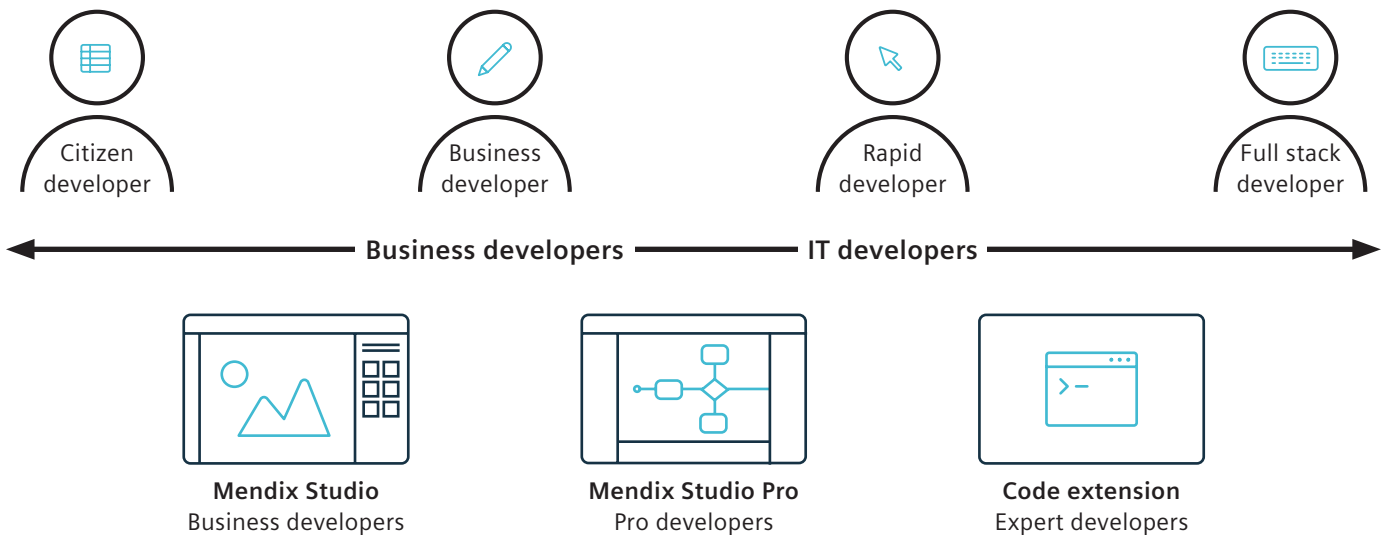 Citizen
developer
Business
developer
Rapid
developer
Full stack
developer
Business developers
IT developers
Mendix Studio
Business developers
Mendix Studio Pro
Pro developers
Code extension
Expert developers